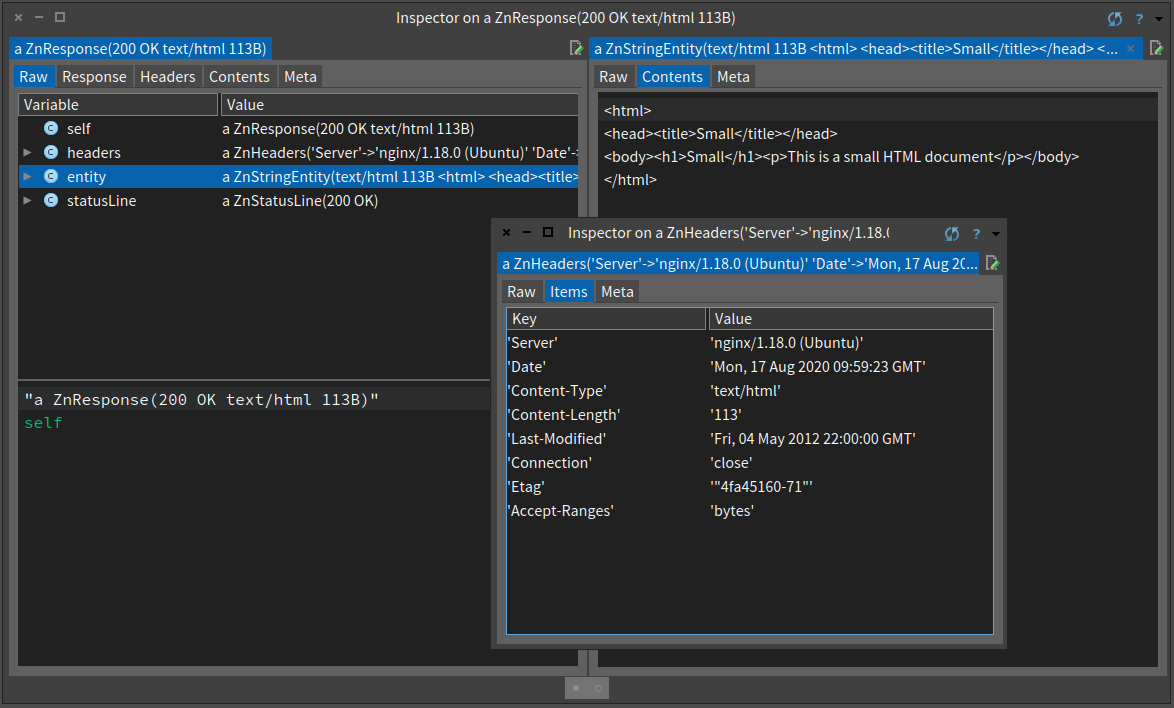 Inspector on a ZnResponse(200 OK text/html 113B)
?
a ZnResponse(200 OK text/html 113B)
Raw Response Headers Contents Meta
Variable Value
self a ZnResponse(200 OK text/html 113B)
headers a ZnHeaders('Server'->'nginx/1.18.0 (Ubuntu)' 'Date'->
entity a ZnStringEntity(text/html 113B <html> <head><title>
statusLine a ZnStatusLine(200 OK)
"a ZnResponse(200 OK text/html 113B)"
self
a ZnStringEntity(text/html 113B <html> <head><title>Small</title></head> <...
Raw Contents Meta
<html>
<head><title>Small</title></head>
<body><h1>Small</h1><p>This is a small HTML document</p></body>
</html>
Inspector on a ZnHeaders('Server'->'nginx/1.18.0
?
a ZnHeaders('Server'->'nginx/1.18.0 (Ubuntu)' 'Date'->'Mon, 17 Aug 20...
Raw Items Meta
Key Value
'Server' 'nginx/1.18.0 (Ubuntu)'
'Date' 'Mon, 17 Aug 2020 09:59:23 GMT'
'Content-Type' 'text/html'
'Content-Length' '113'
'Last-Modified' 'Fri, 04 May 2012 22:00:00 GMT'
'Connection' 'close'
'Etag' '"4fa45160-71"'
'Accept-Ranges' 'bytes'